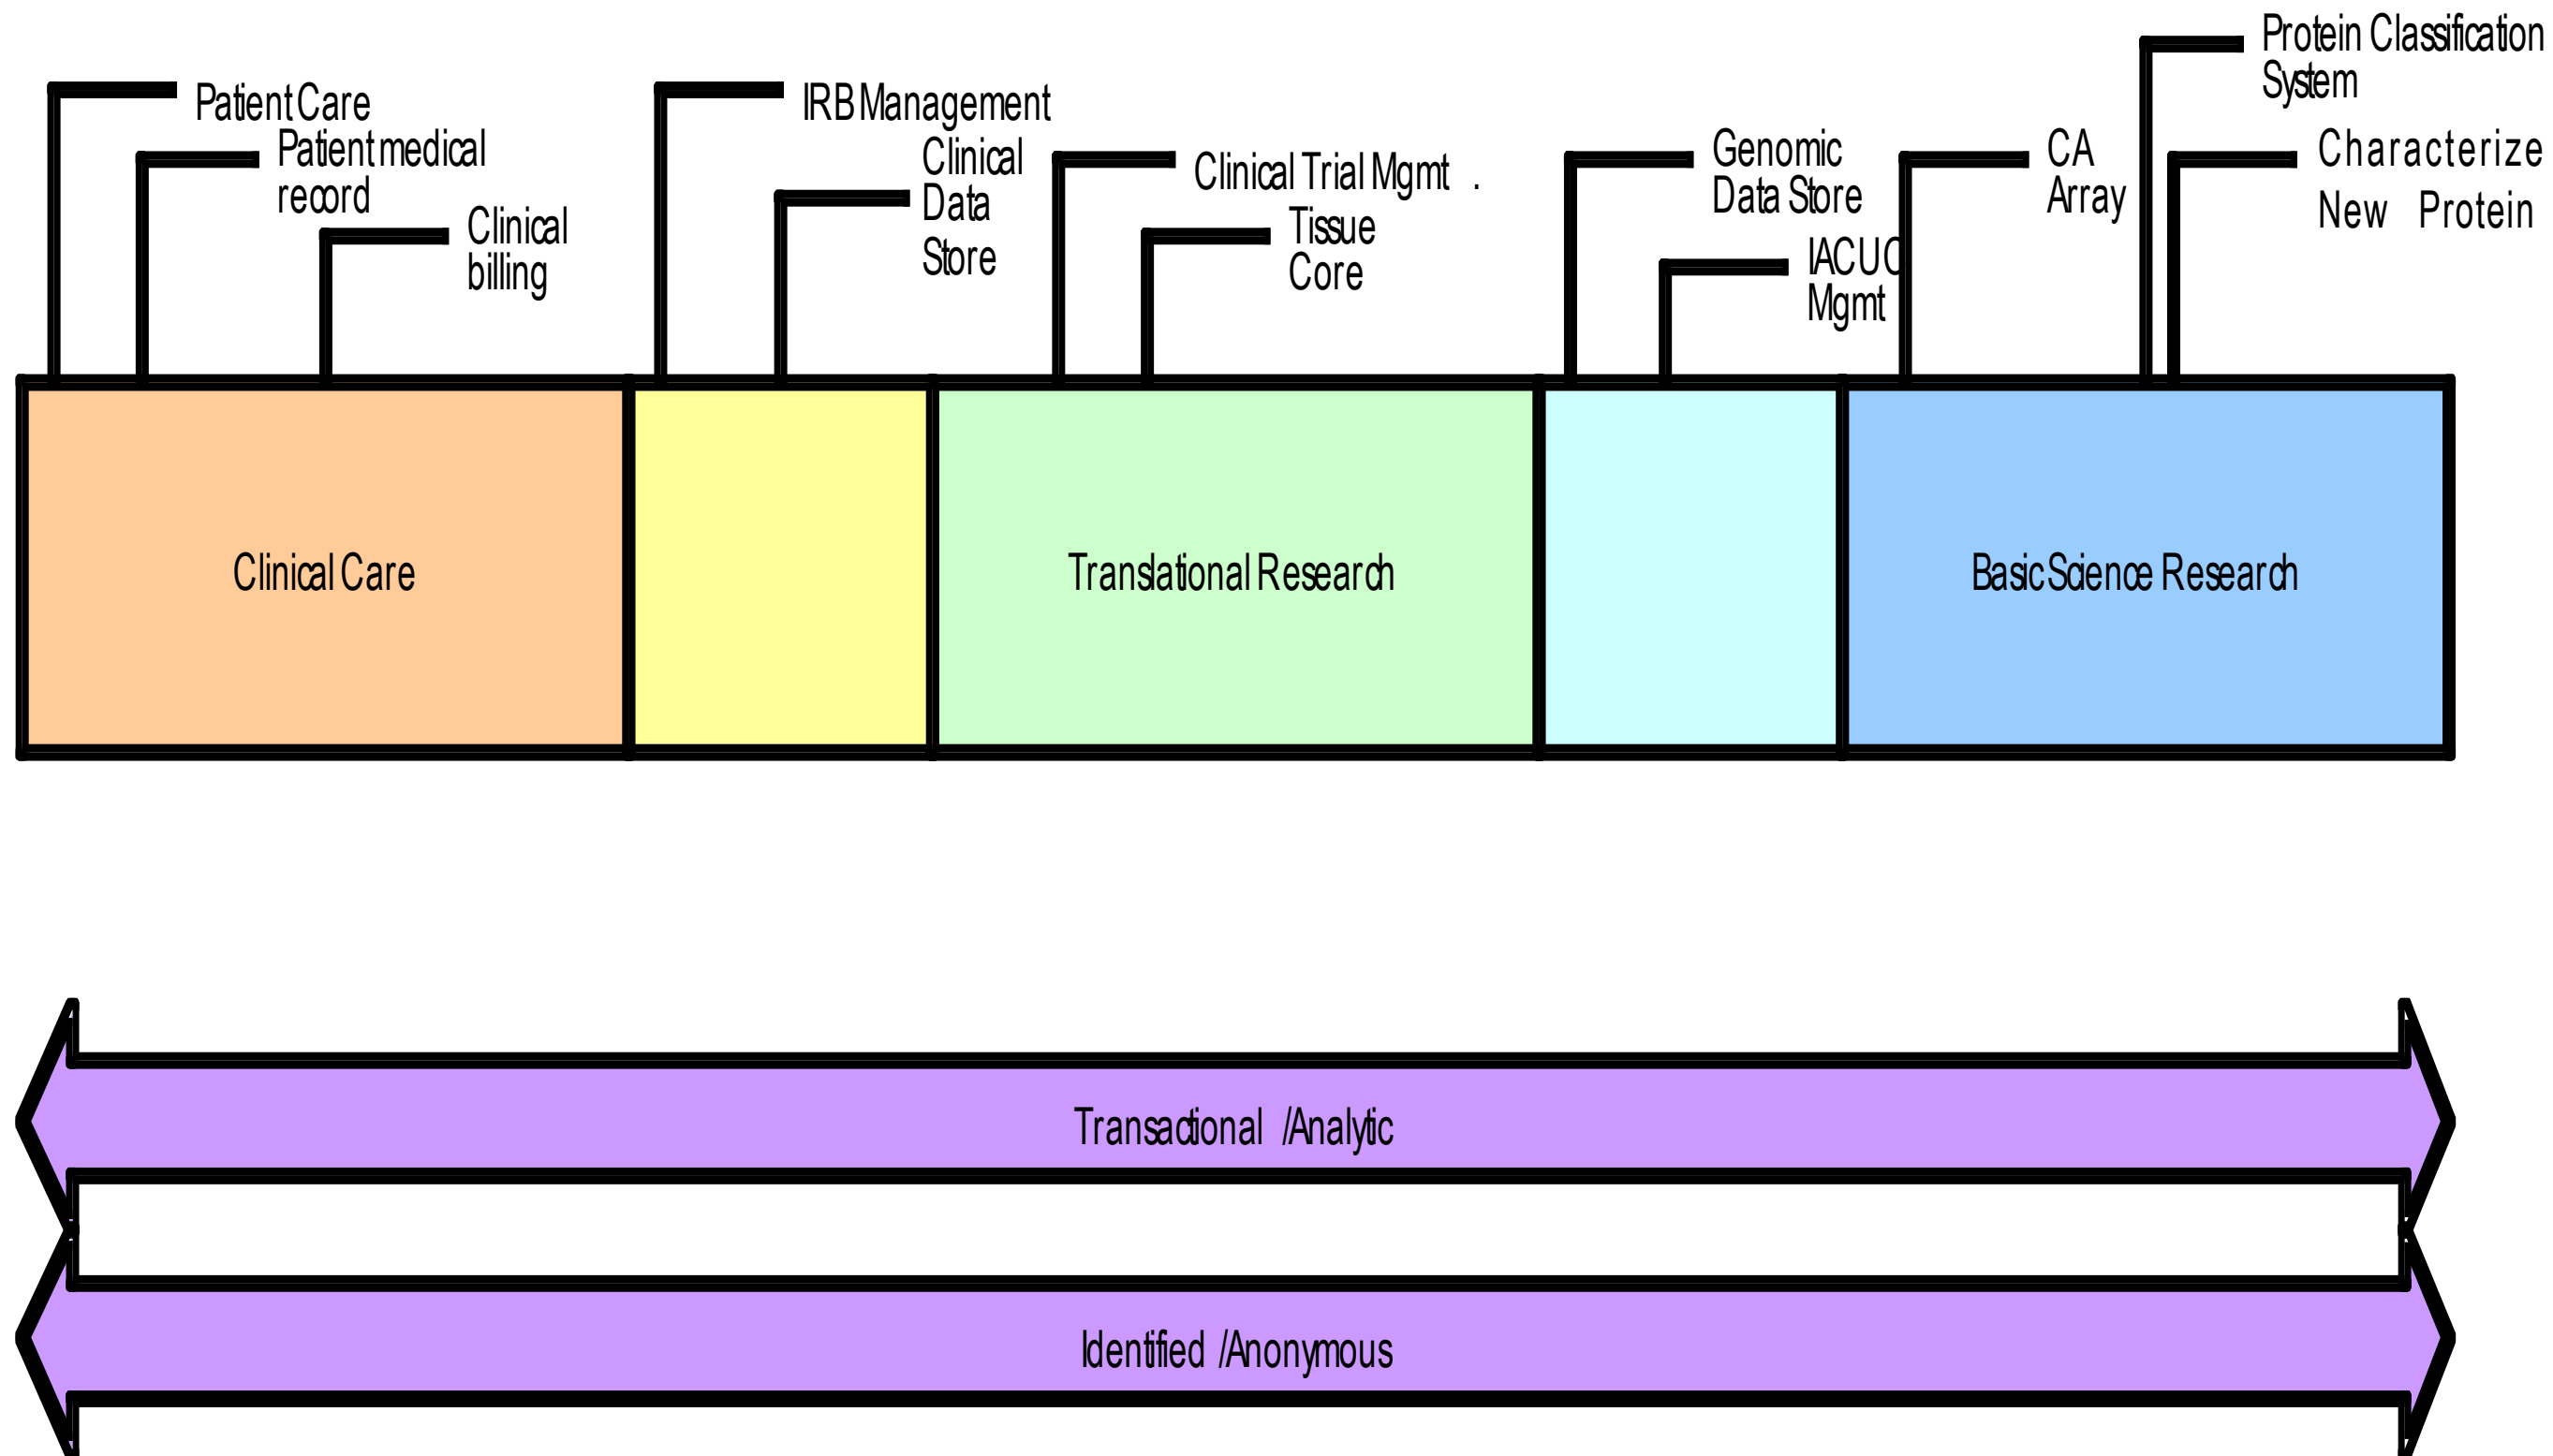 Patient Care
Patient medical
record
Clinical
billing
IRB Management
Clinical
Data
Store
Clinical Trial Mgmt .
Tissue
Core
Genomic
Data Store
IACUC
Mgmt
CA
Array
Protein Classification
System
Characterize
New Protein
Clinical Care
Translational Research
Basic Science Research
Transactional /Analytic
Identified /Anonymous